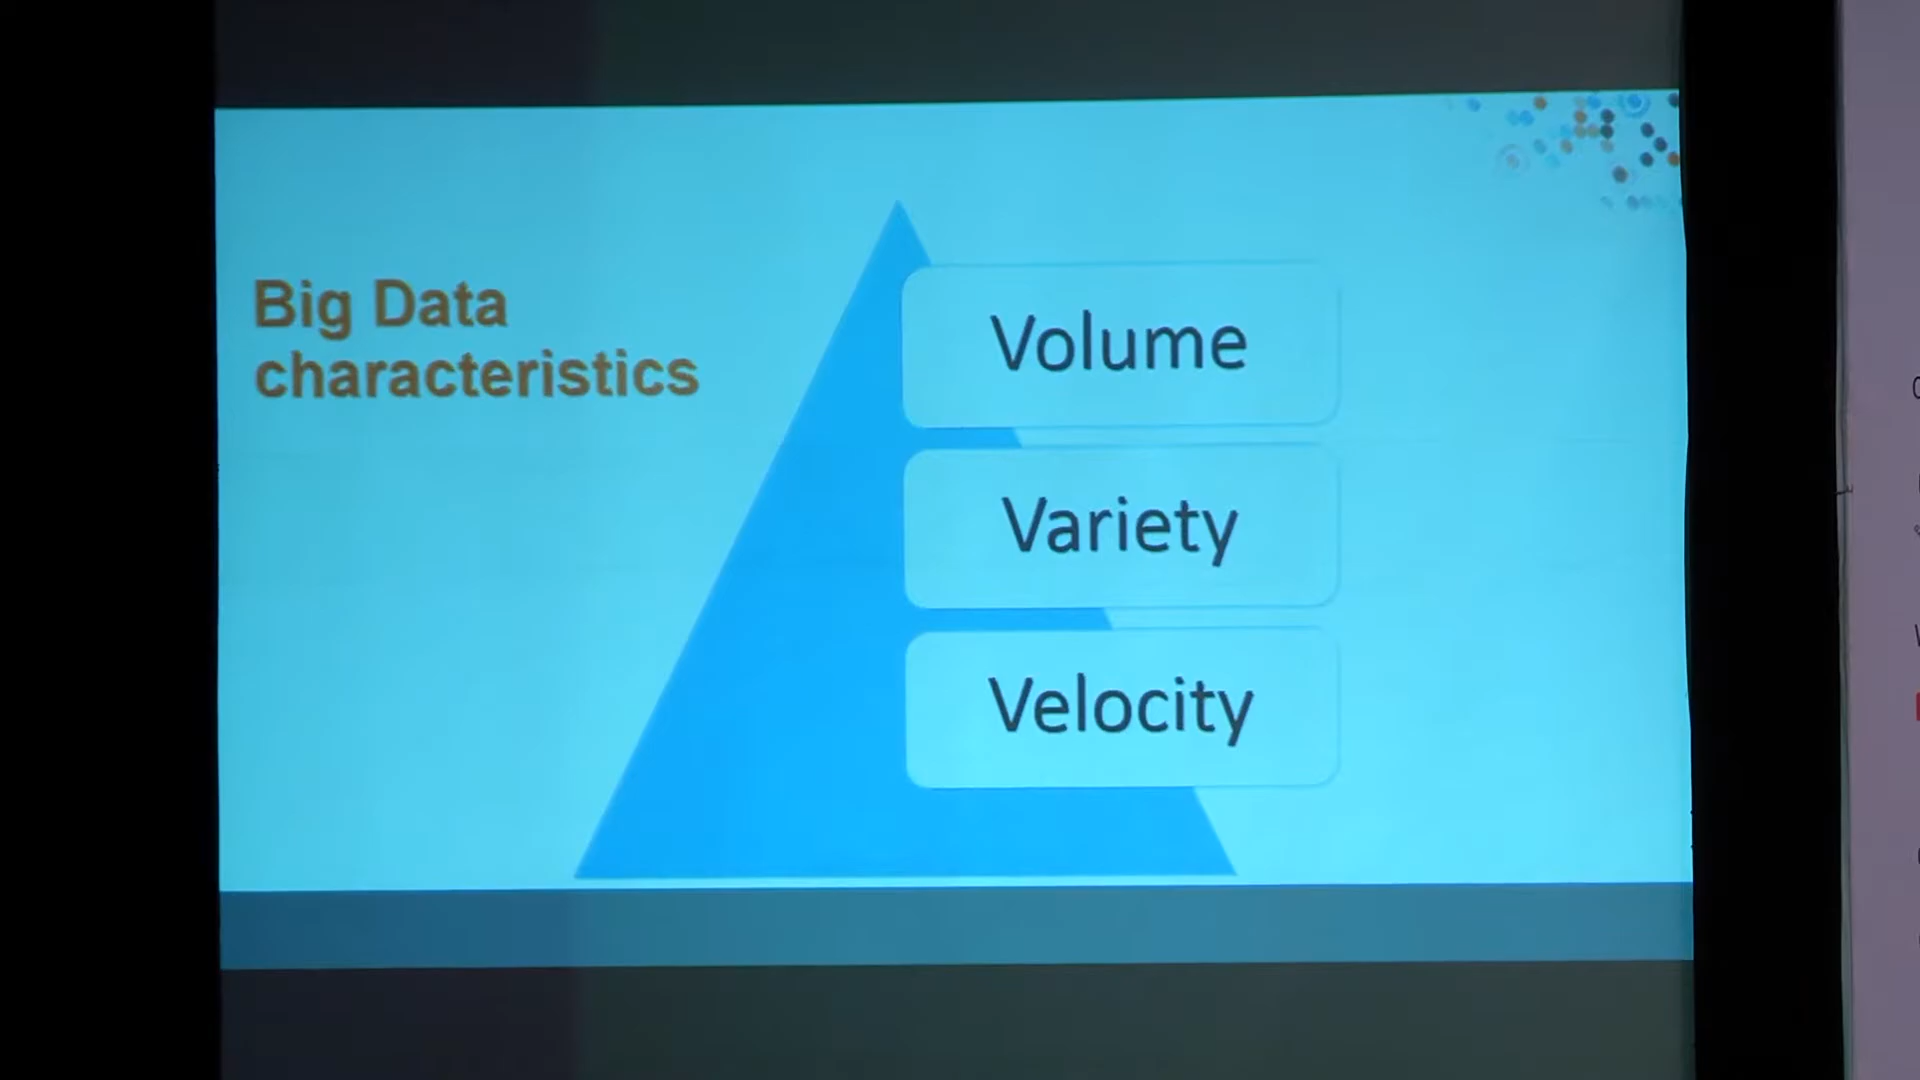 Big Data
characteristics
Volume
Variety
Velocity